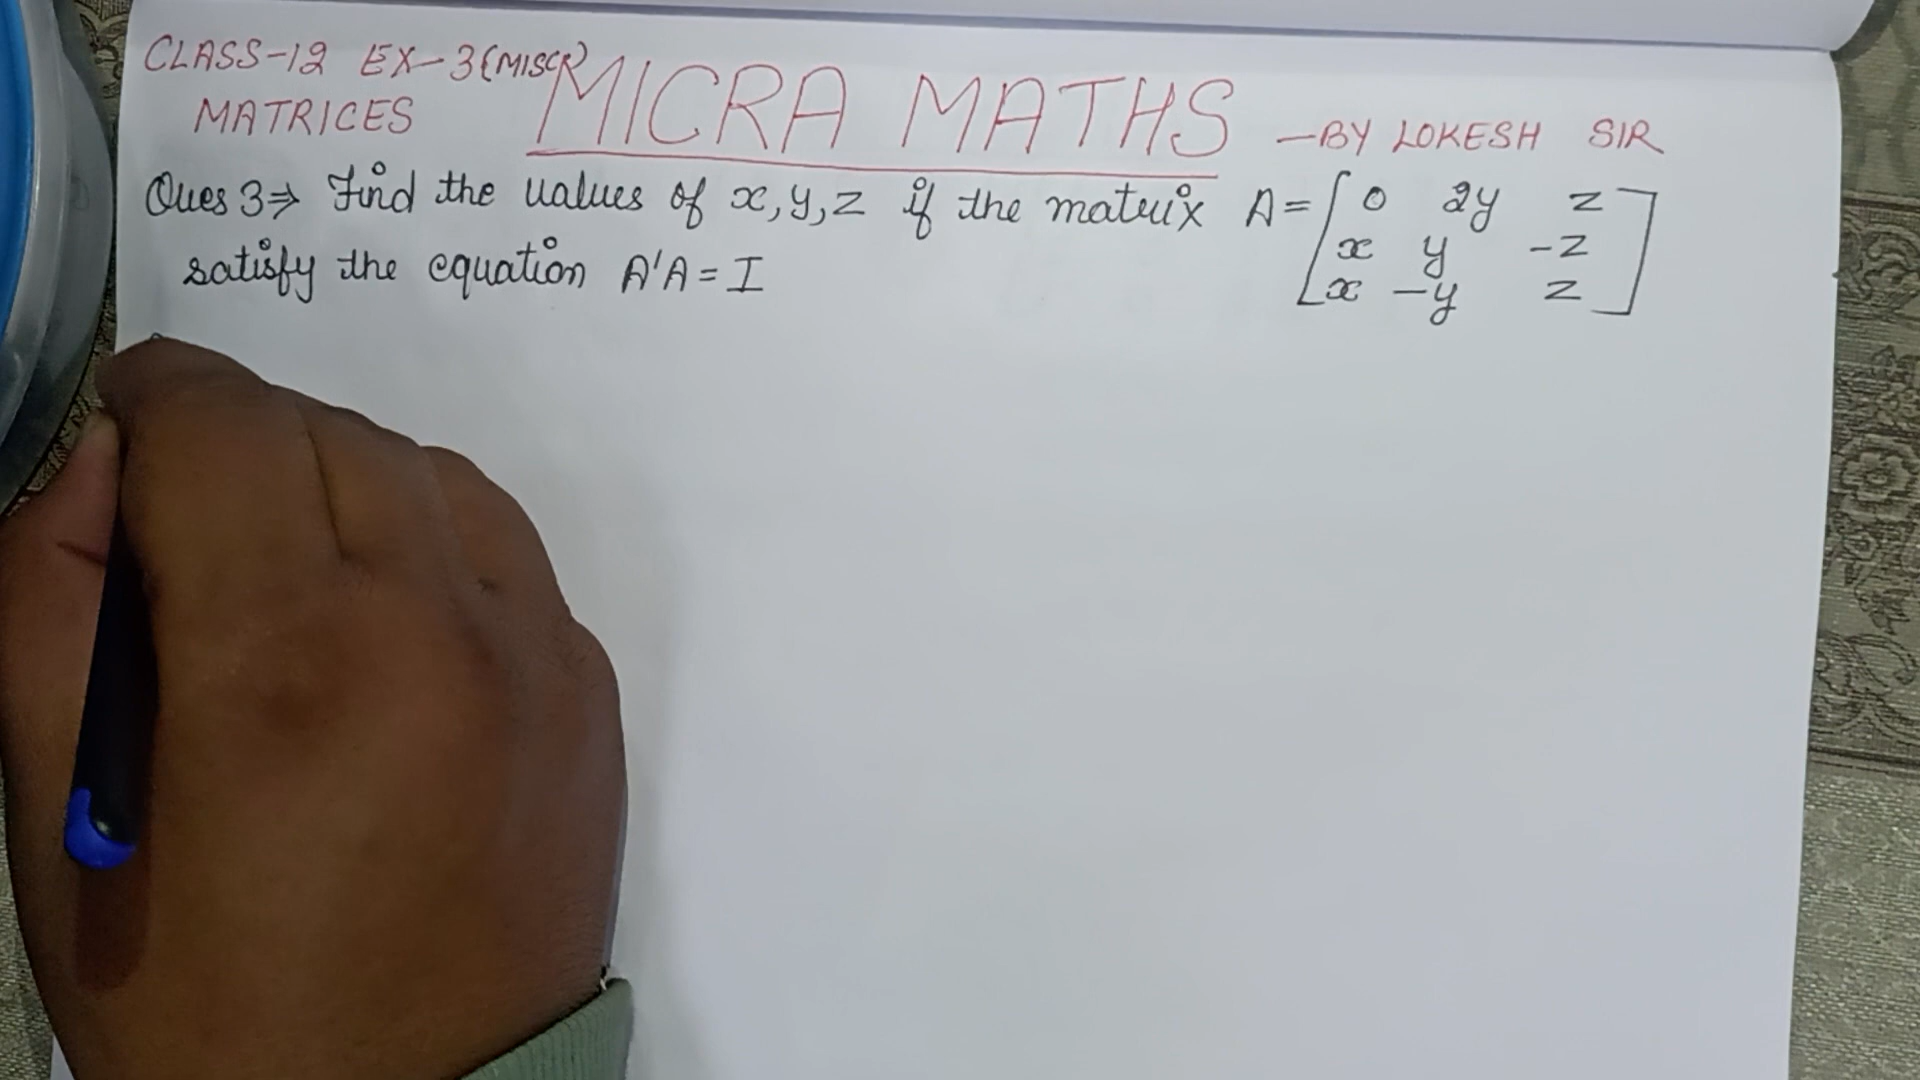 CLASS-12 EX-3(MISC)
MICRA MATHS
MATRICES
-BY LOKESH SIR
Ques 3⇒ Find the values of x, y, z if the matrix A = [0 2y z
x y -z
x -y z]
satisfy the equation A'A = I